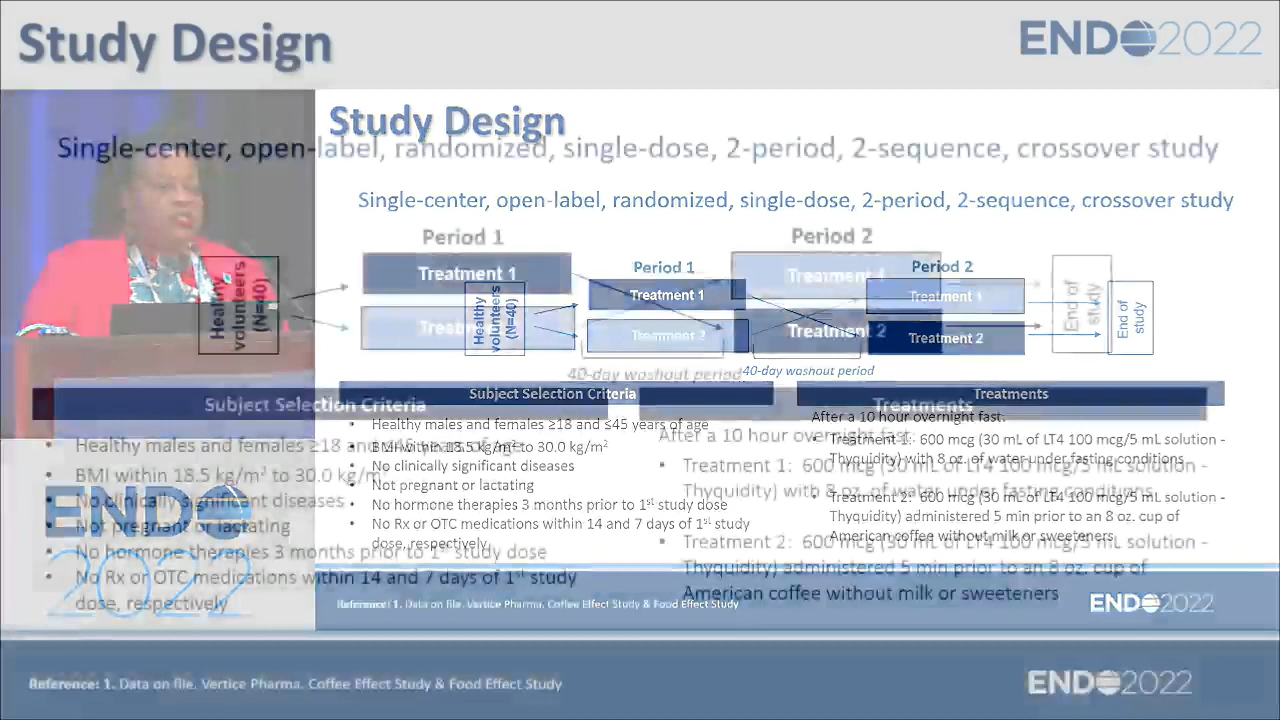 Study Design
ENDO2022
Study Design
Single-center, open-label, randomized, single-dose, 2-period, 2-sequence, crossover study
Single-center, open-label, randomized, single-dose, 2-period, 2-sequence, crossover study
Period 1
Period 2
Period 1
Period 2
Healthy volunteers (N=40)
Treatment 1
Treatment 2
Treatment 1
Treatment 2
End of study
Healthy volunteers (N=40)
Treatment 1
Treatment 2
Treatment 1
Treatment 2
End of study
40-day washout period
40-day washout period
Subject Selection Criteria
Treatments
Subject Selection Criteria
Treatments
• Healthy males and females ≥18 and ≤45 years of age
• BMI within 18.5 kg/m² to 30.0 kg/m²
• No clinically significant diseases
• Not pregnant or lactating
• No hormone therapies 3 months prior to 1st study dose
• No Rx or OTC medications within 14 and 7 days of 1st study
dose, respectively
After a 10 hour overnight fast:
• Treatment 1: 600 mcg (30 mL of LT4 100 mcg/5 mL solution -
Thyquidity) with 8 oz. of water under fasting conditions
• Treatment 2: 600 mcg (30 mL of LT4 100 mcg/5 mL solution -
Thyquidity) administered 5 min prior to an 8 oz. cup of
American coffee without milk or sweeteners
• Healthy males and females ≥18 and ≤45 years of age
• BMI within 18.5 kg/m² to 30.0 kg/m²
• No clinically significant diseases
• Not pregnant or lactating
• No hormone therapies 3 months prior to 1st study dose
• No Rx or OTC medications within 14 and 7 days of 1st study
dose, respectively
After a 10 hour overnight fast:
▪ Treatment 1: 600 mcg (30 mL of LT4 100 mcg/5 mL solution -
Thyquidity) with 8 oz. of water under fasting conditions
▪ Treatment 2: 600 mcg (30 mL of LT4 100 mcg/5 mL solution -
Thyquidity) administered 5 min prior to an 8 oz. cup of
American coffee without milk or sweeteners
ENDO
2022
Reference: 1. Data on file. Vertice Pharma. Coffee Effect Study & Food Effect Study
ENDO2022
Reference: 1. Data on file. Vertice Pharma. Coffee Effect Study & Food Effect Study
ENDO2022